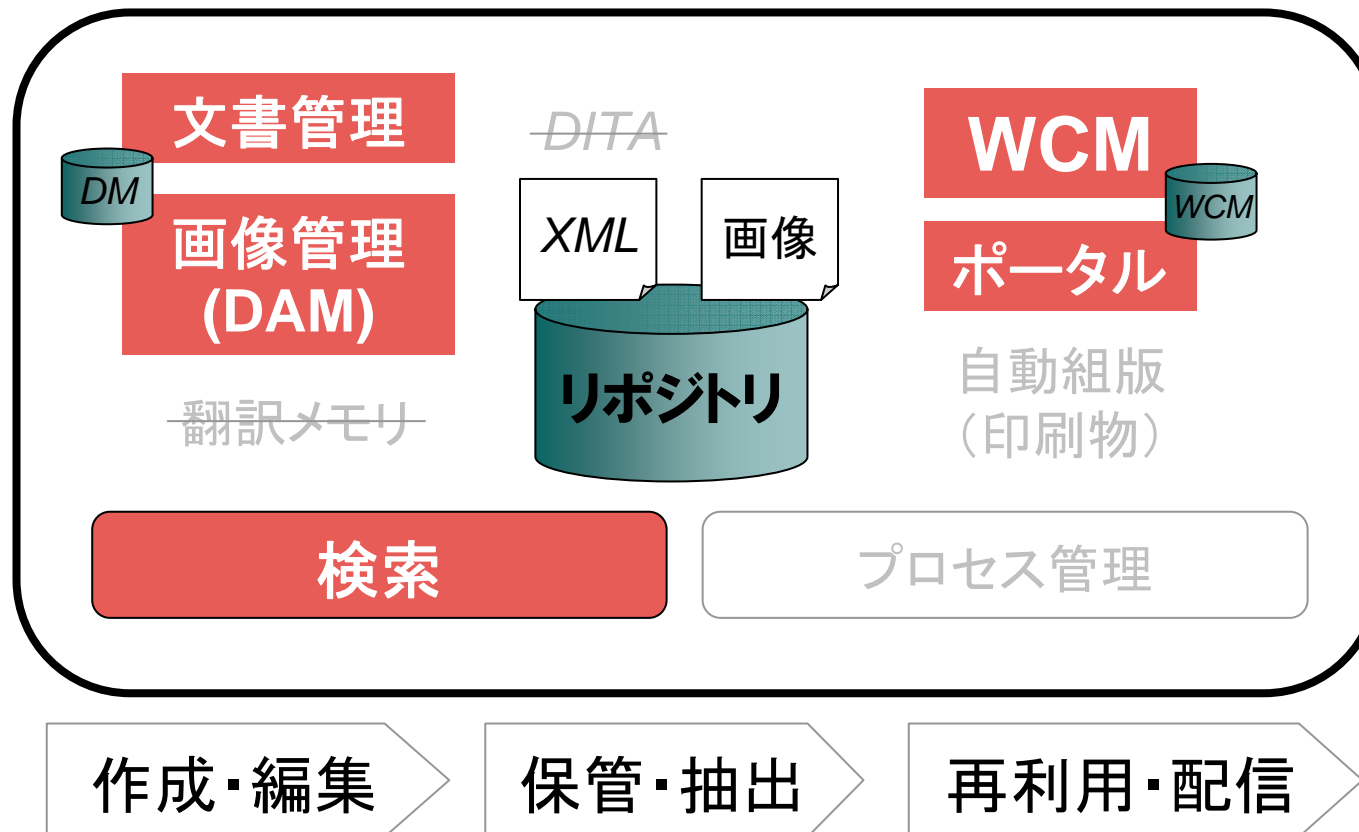 文書管理
DM
画像管理
(DAM)
翻訳メモリ
DITA
XML
画像
リポジトリ
WCM
WCM
ポータル
自動組版
（印刷物）
検索
プロセス管理
作成・編集
保管・抽出
再利用・配信